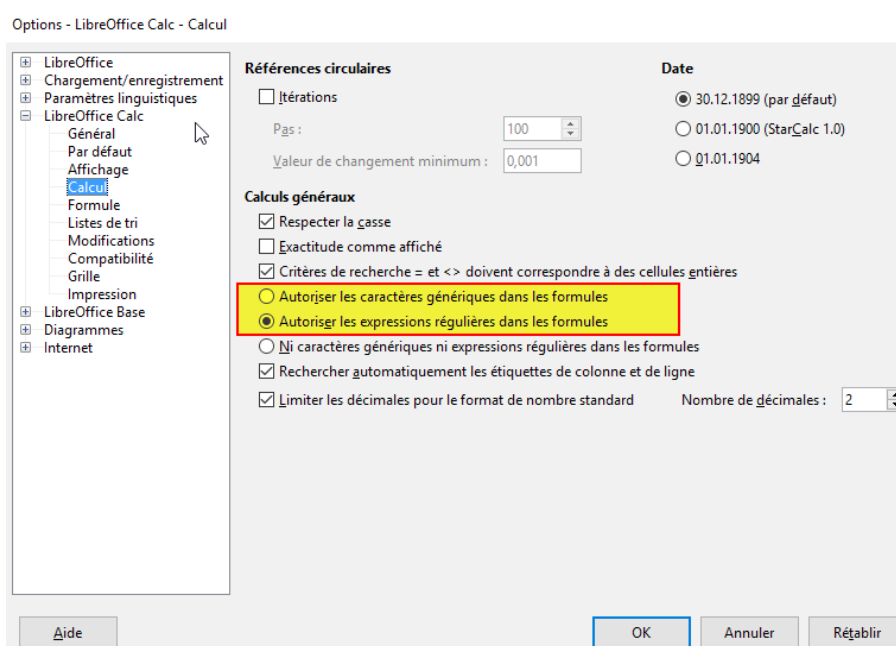 Options - LibreOffice Calc - Calcul
LibreOffice
Chargement/enregistrement
Paramètres linguistiques
LibreOffice Calc
Général
Par défaut
Affichage
Calcul
Formule
Listes de tri
Modifications
Compatibilité
Grille
Impression
LibreOffice Base
Diagrammes
Internet
Références circulaires
Itérations
Pas : 100
Valeur de changement minimum : 0,001
Date
30.12.1899 (par défaut)
01.01.1900 (StarCalc 1.0)
01.01.1904
Calculs généraux
Respecter la casse
Exactitude comme affiché
Critères de recherche = et <> doivent correspondre à des cellules entières
Autoriser les caractères génériques dans les formules
Autoriser les expressions régulières dans les formules
Ni caractères génériques ni expressions régulières dans les formules
Rechercher automatiquement les étiquettes de colonne et de ligne
Limiter les décimales pour le format de nombre standard Nombre de décimales : 2
Aide OK Annuler Rétablir